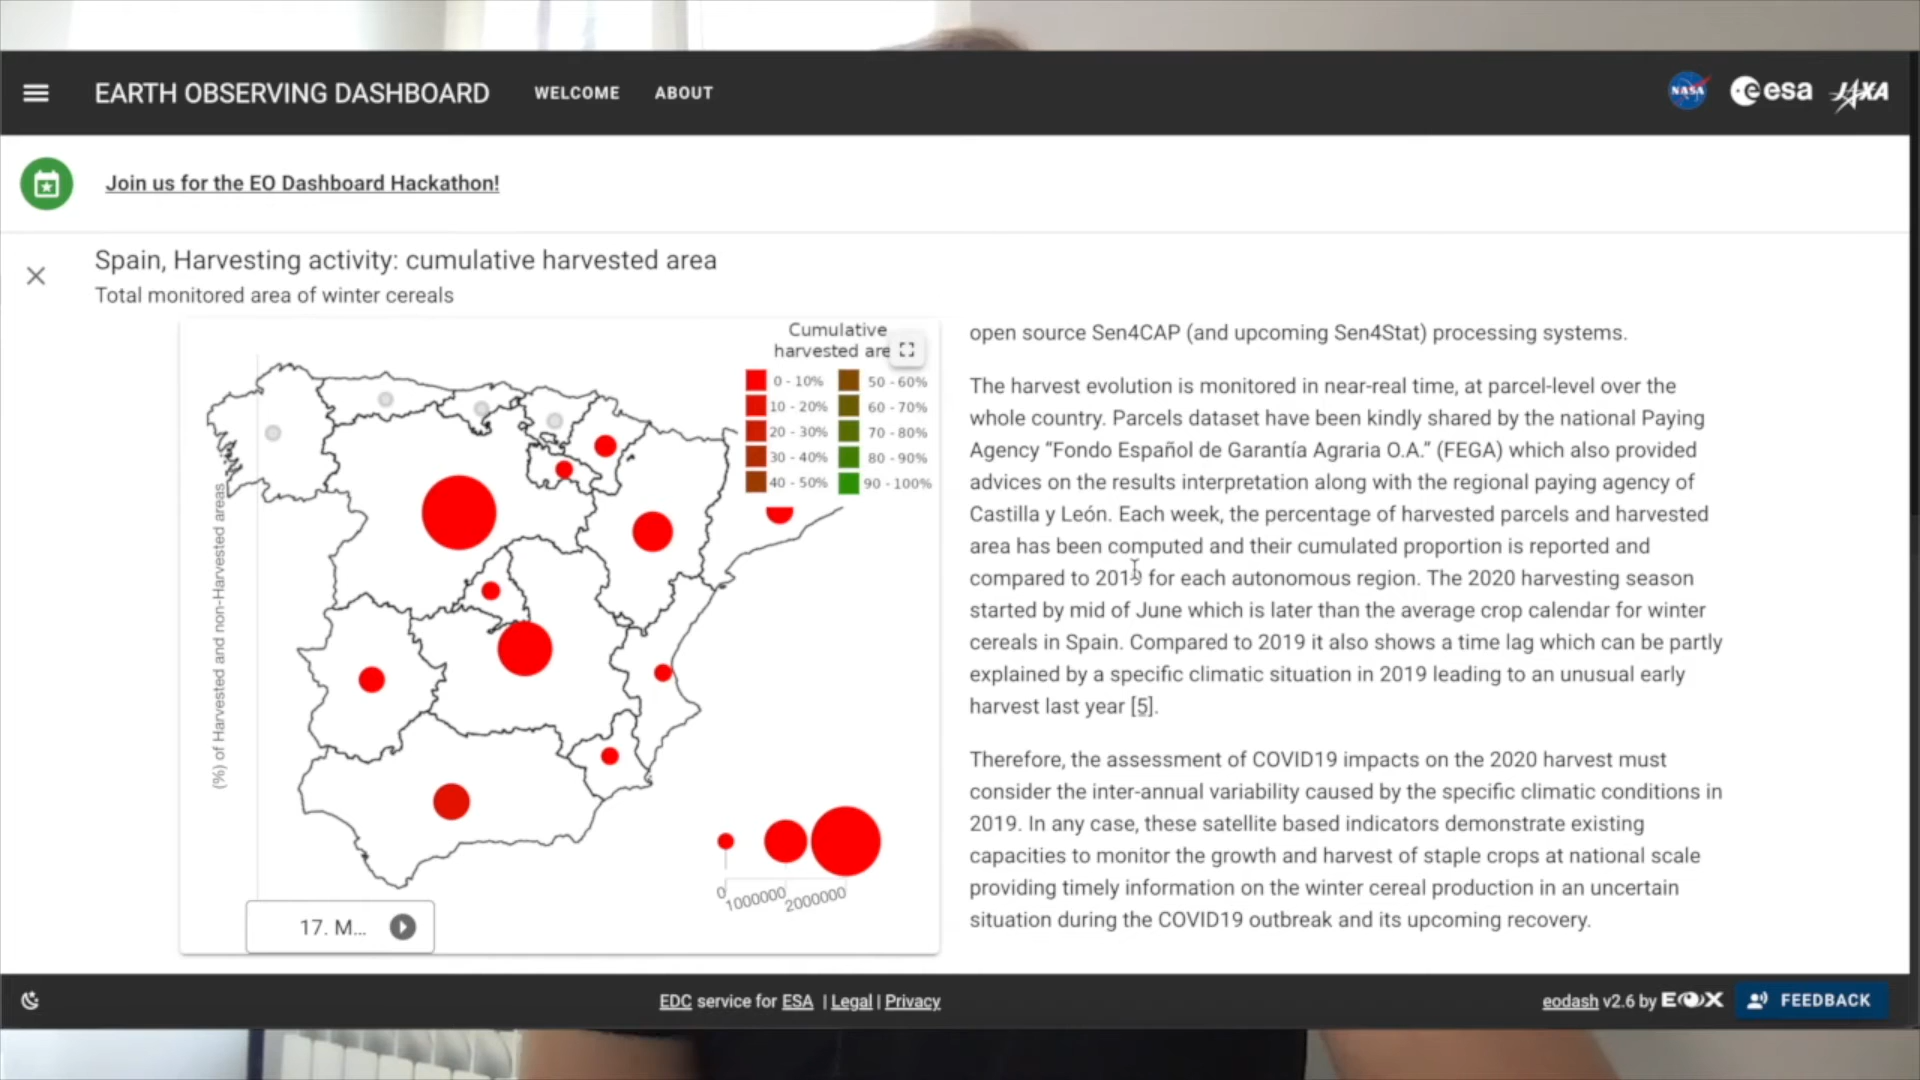 EARTH OBSERVING DASHBOARD
WELCOME
ABOUT
NASA
esa
JAXA
Join us for the EO Dashboard Hackathon!
Spain, Harvesting activity: cumulative harvested area
Total monitored area of winter cereals
Cumulative
harvested are
0 - 10%
50 - 60%
10 - 20%
60 - 70%
20 - 30%
70 - 80%
30 - 40%
80 - 90%
40 - 50%
90 - 100%
(%) of Harvested and non-Harvested areas
0
1000000
2000000
17. M...
open source Sen4CAP (and upcoming Sen4Stat) processing systems.
The harvest evolution is monitored in near-real time, at parcel-level over the
whole country. Parcels dataset have been kindly shared by the national Paying
Agency “Fondo Español de Garantía Agraria O.A.” (FEGA) which also provided
advices on the results interpretation along with the regional paying agency of
Castilla y León. Each week, the percentage of harvested parcels and harvested
area has been computed and their cumulated proportion is reported and
compared to 2019 for each autonomous region. The 2020 harvesting season
started by mid of June which is later than the average crop calendar for winter
cereals in Spain. Compared to 2019 it also shows a time lag which can be partly
explained by a specific climatic situation in 2019 leading to an unusual early
harvest last year [5].
Therefore, the assessment of COVID19 impacts on the 2020 harvest must
consider the inter-annual variability caused by the specific climatic conditions in
2019. In any case, these satellite based indicators demonstrate existing
capacities to monitor the growth and harvest of staple crops at national scale
providing timely information on the winter cereal production in an uncertain
situation during the COVID19 outbreak and its upcoming recovery.
EDC service for ESA | Legal | Privacy
eodash v2.6 by EOX
FEEDBACK